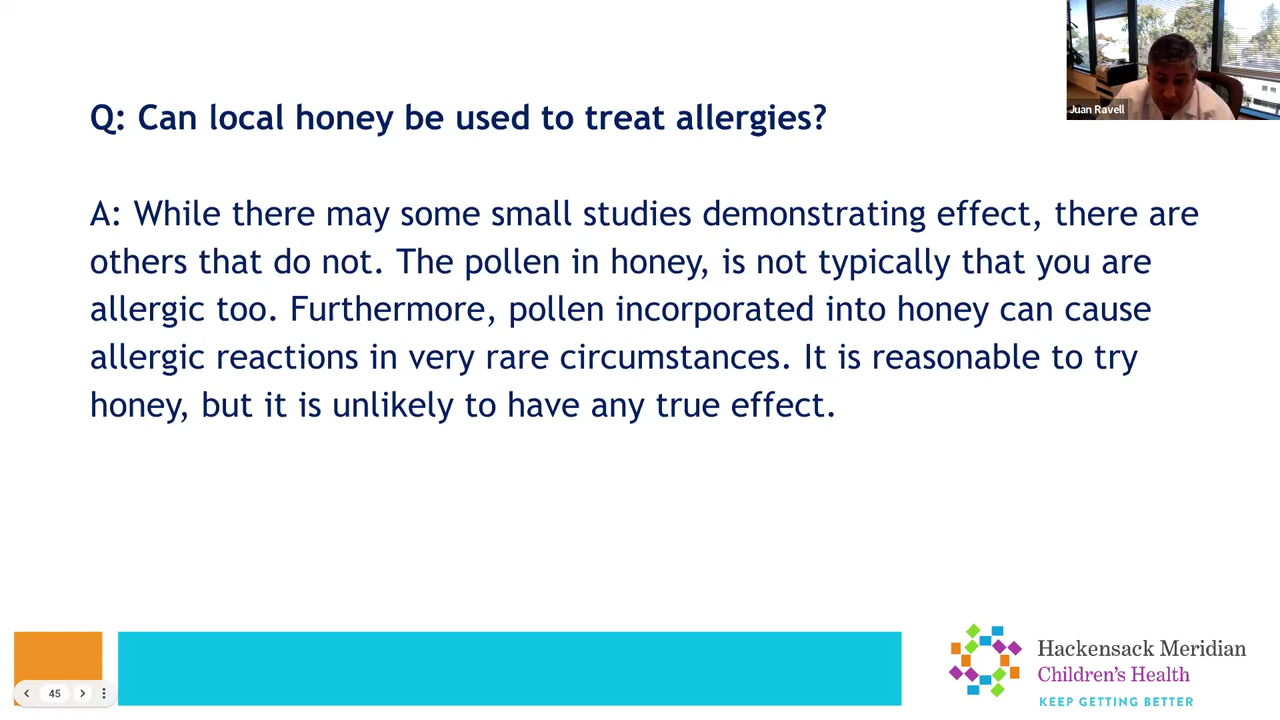 Q: Can local honey be used to treat allergies?
Juan Ravell
A: While there may some small studies demonstrating effect, there are
others that do not. The pollen in honey, is not typically that you are
allergic too. Furthermore, pollen incorporated into honey can cause
allergic reactions in very rare circumstances. It is reasonable to try
honey, but it is unlikely to have any true effect.
45
Hackensack Meridian
Children's Health
KEEP GETTING BETTER